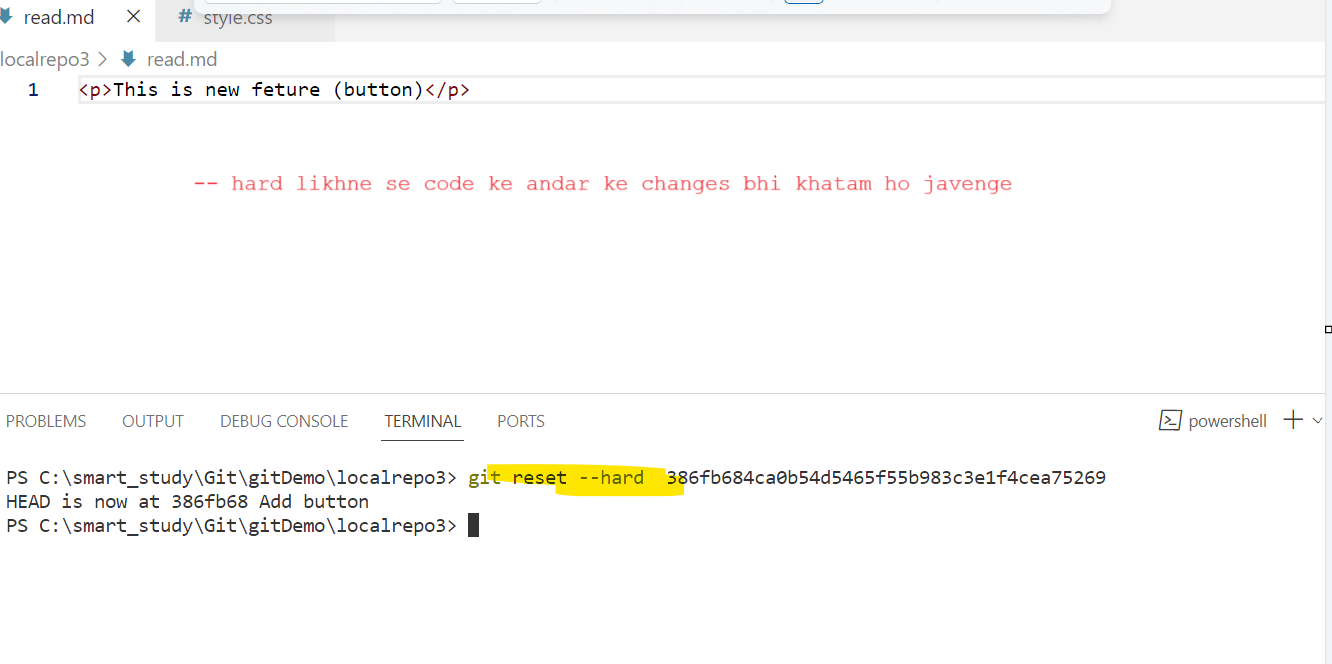 read.md
# style.css
localrepo3 > read.md
1 <p>This is new feture (button)</p>
-- hard likhne se code ke andar ke changes bhi khatam ho javenge
PROBLEMS OUTPUT DEBUG CONSOLE TERMINAL PORTS powershell
PS C:\smart_study\Git\gitDemo\localrepo3> git reset --hard 386fb684ca0b54d5465f55b983c3e1f4cea75269
HEAD is now at 386fb68 Add button
PS C:\smart_study\Git\gitDemo\localrepo3>